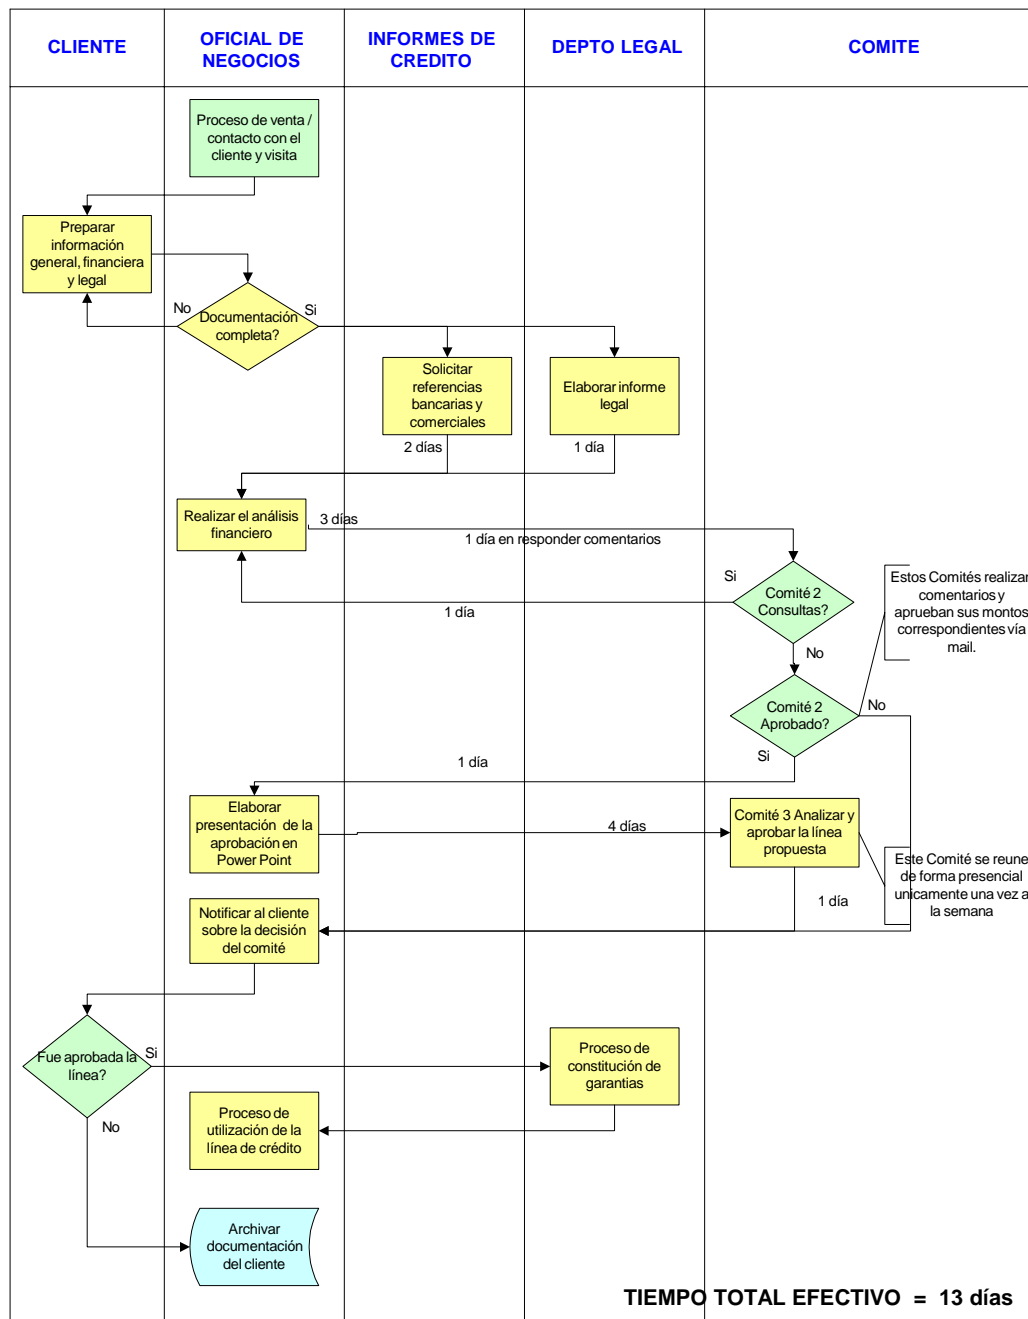 CLIENTE
OFICIAL DE
NEGOCIOS
INFORMES DE
CREDITO
DEPTO LEGAL
COMITE
Proceso de venta /
contacto con el
cliente y visita
Preparar
información
general, financiera
y legal
No
Documentación
completa?
Si
Solicitar
referencias
bancarias y
comerciales
Elaborar informe
legal
2 días
1 día
Realizar el análisis
financiero
3 días
1 día en responder comentarios
Si
Comité 2
Consultas?
1 día
No
Estos Comités realizan
comentarios y
aprueban sus montos
correspondientes vía
mail.
Comité 2
Aprobado?
No
Si
1 día
Elaborar
presentación de la
aprobación en
Power Point
4 días
Comité 3 Analizar y
aprobar la línea
propuesta
Este Comité se reune
de forma presencial
unicamente una vez a
la semana
1 día
Notificar al cliente
sobre la decisión
del comité
Fue aprobada la
línea?
Si
No
Proceso de
constitución de
garantias
Proceso de
utilización de la
línea de crédito
Archivar
documentación
del cliente
TIEMPO TOTAL EFECTIVO = 13 días